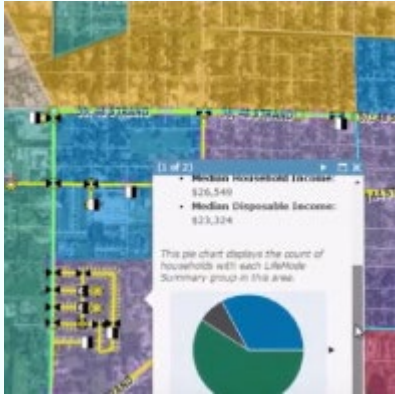 (1 of 2)
• Median Household Income:
$26,549
• Median Disposable Income:
$23,324
This pie chart displays the count of
households with each LifeMode
Summary group in this area.